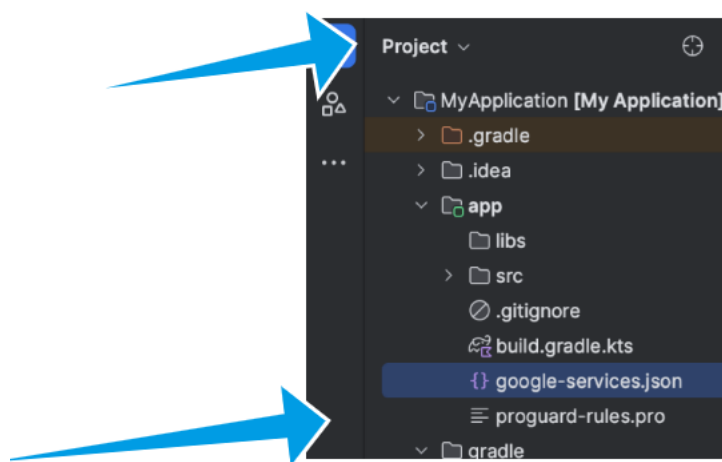 Project
MyApplication [My Application]
.gradle
.idea
app
libs
src
.gitignore
build.gradle.kts
google-services.json
proguard-rules.pro
gradle